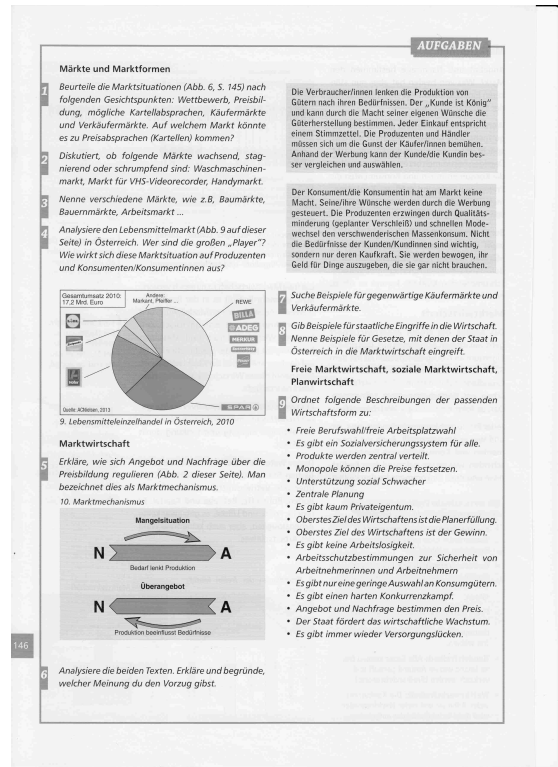 AUFGABEN
Märkte und Marktformen
1
Beurteile die Marktsituationen (Abb. 6, S. 145) nach
folgenden Gesichtspunkten: Wettbewerb, Preisbil-
dung, mögliche Kartellabsprachen, Käufermärkte
und Verkäufermärkte. Auf welchem Markt könnte
es zu Preisabsprachen (Kartellen) kommen?
2
Diskutiert, ob folgende Märkte wachsend, stag-
nierend oder schrumpfend sind: Waschmaschinen-
markt, Markt für VHS-Videorecorder, Handymarkt.
3
Nenne verschiedene Märkte, wie z.B, Baumärkte,
Bauernmärkte, Arbeitsmarkt ...
4
Analysiere den Lebensmittelmarkt (Abb. 9 auf dieser
Seite) in Österreich. Wer sind die großen „Player"?
Wie wirkt sich diese Marktsituation auf Produzenten
und Konsumenten/Konsumentinnen aus?
Gesamtumsatz 2010:
17,2 Mrd. Euro
Andere:
Markant, Pfeiffer ...
REWE
BILLA
ADEG
MERKUR
SPAR
Quelle: ACNielsen, 2013
9. Lebensmitteleinzelhandel in Österreich, 2010
Marktwirtschaft
5
Erkläre, wie sich Angebot und Nachfrage über die
Preisbildung regulieren (Abb. 2 dieser Seite). Man
bezeichnet dies als Marktmechanismus.
10. Marktmechanismus
Mangelsituation
N A
Bedarf lenkt Produktion
Überangebot
N A
Produktion beeinflusst Bedürfnisse
6
Analysiere die beiden Texten. Erkläre und begründe,
welcher Meinung du den Vorzug gibst.
146
Die Verbraucher/innen lenken die Produktion von
Gütern nach ihren Bedürfnissen. Der „Kunde ist König"
und kann durch die Macht seiner eigenen Wünsche die
Güterherstellung bestimmen. Jeder Einkauf entspricht
einem Stimmzettel. Die Produzenten und Händler
müssen sich um die Gunst der Käufer/innen bemühen.
Anhand der Werbung kann der Kunde/die Kundin bes-
ser vergleichen und auswählen.
Der Konsument/die Konsumentin hat am Markt keine
Macht. Seine/ihre Wünsche werden durch die Werbung
gesteuert. Die Produzenten erzwingen durch Qualitäts-
minderung (geplanter Verschleiß) und schnellen Mode-
wechsel den verschwenderischen Massenkonsum. Nicht
die Bedürfnisse der Kunden/Kundinnen sind wichtig,
sondern nur deren Kaufkraft. Sie werden bewogen, ihr
Geld für Dinge auszugeben, die sie gar nicht brauchen.
7
Suche Beispiele für gegenwärtige Käufermärkte und
Verkäufermärkte.
8
Gib Beispiele für staatliche Eingriffe in die Wirtschaft.
Nenne Beispiele für Gesetze, mit denen der Staat in
Österreich in die Marktwirtschaft eingreift.
Freie Marktwirtschaft, soziale Marktwirtschaft,
Planwirtschaft
9
Ordnet folgende Beschreibungen der passenden
Wirtschaftsform zu:
• Freie Berufswahl/freie Arbeitsplatzwahl
• Es gibt ein Sozialversicherungssystem für alle.
• Produkte werden zentral verteilt.
• Monopole können die Preise festsetzen.
• Unterstützung sozial Schwacher
• Zentrale Planung
• Es gibt kaum Privateigentum.
• Oberstes Ziel des Wirtschaftens ist die Planerfüllung.
• Oberstes Ziel des Wirtschaftens ist der Gewinn.
• Es gibt keine Arbeitslosigkeit.
• Arbeitsschutzbestimmungen zur Sicherheit von
Arbeitnehmerinnen und Arbeitnehmern
• Es gibt nur eine geringe Auswahl an Konsumgütern.
• Es gibt einen harten Konkurrenzkampf.
• Angebot und Nachfrage bestimmen den Preis.
• Der Staat fördert das wirtschaftliche Wachstum.
• Es gibt immer wieder Versorgungslücken.